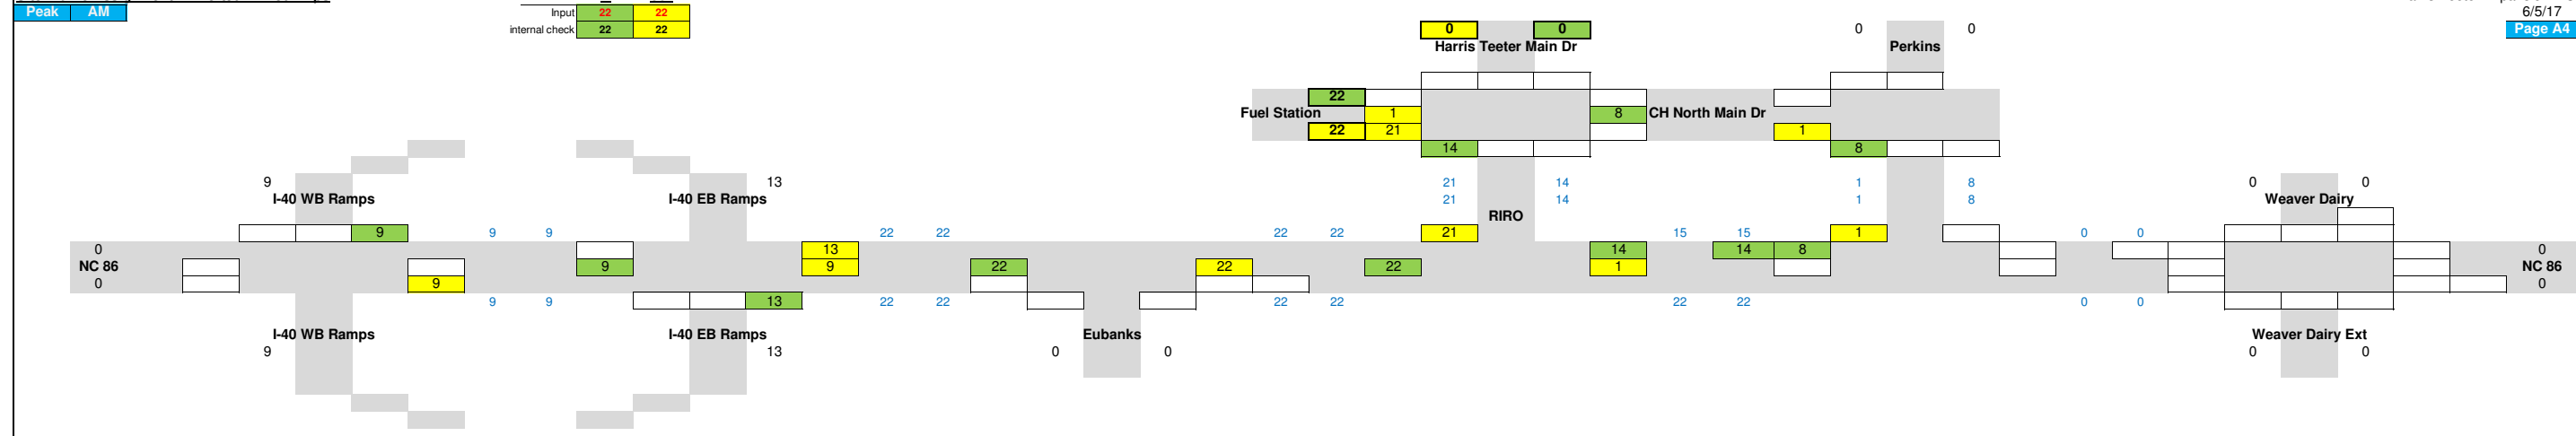 6/5/17
Peak AM Input 22 22
internal check 22 22 0 0 0 0 Page A4
Harris Teeter Main Dr Perkins
22
Fuel Station 1 8 CH North Main Dr
22 21 1
14 8
9 13 21 14 1 8 0 0
I-40 WB Ramps I-40 EB Ramps 21 14 1 8 Weaver Dairy
RIRO
9 9 9 22 22 22 22 21 15 15 1 0 0
0 13 14 14 8 0
NC 86 9 9 22 22 22 1 NC 86
0 9 0
9 9 13 22 22 22 22 22 22 0 0
I-40 WB Ramps I-40 EB Ramps Eubanks Weaver Dairy Ext
9 13 0 0 0 0